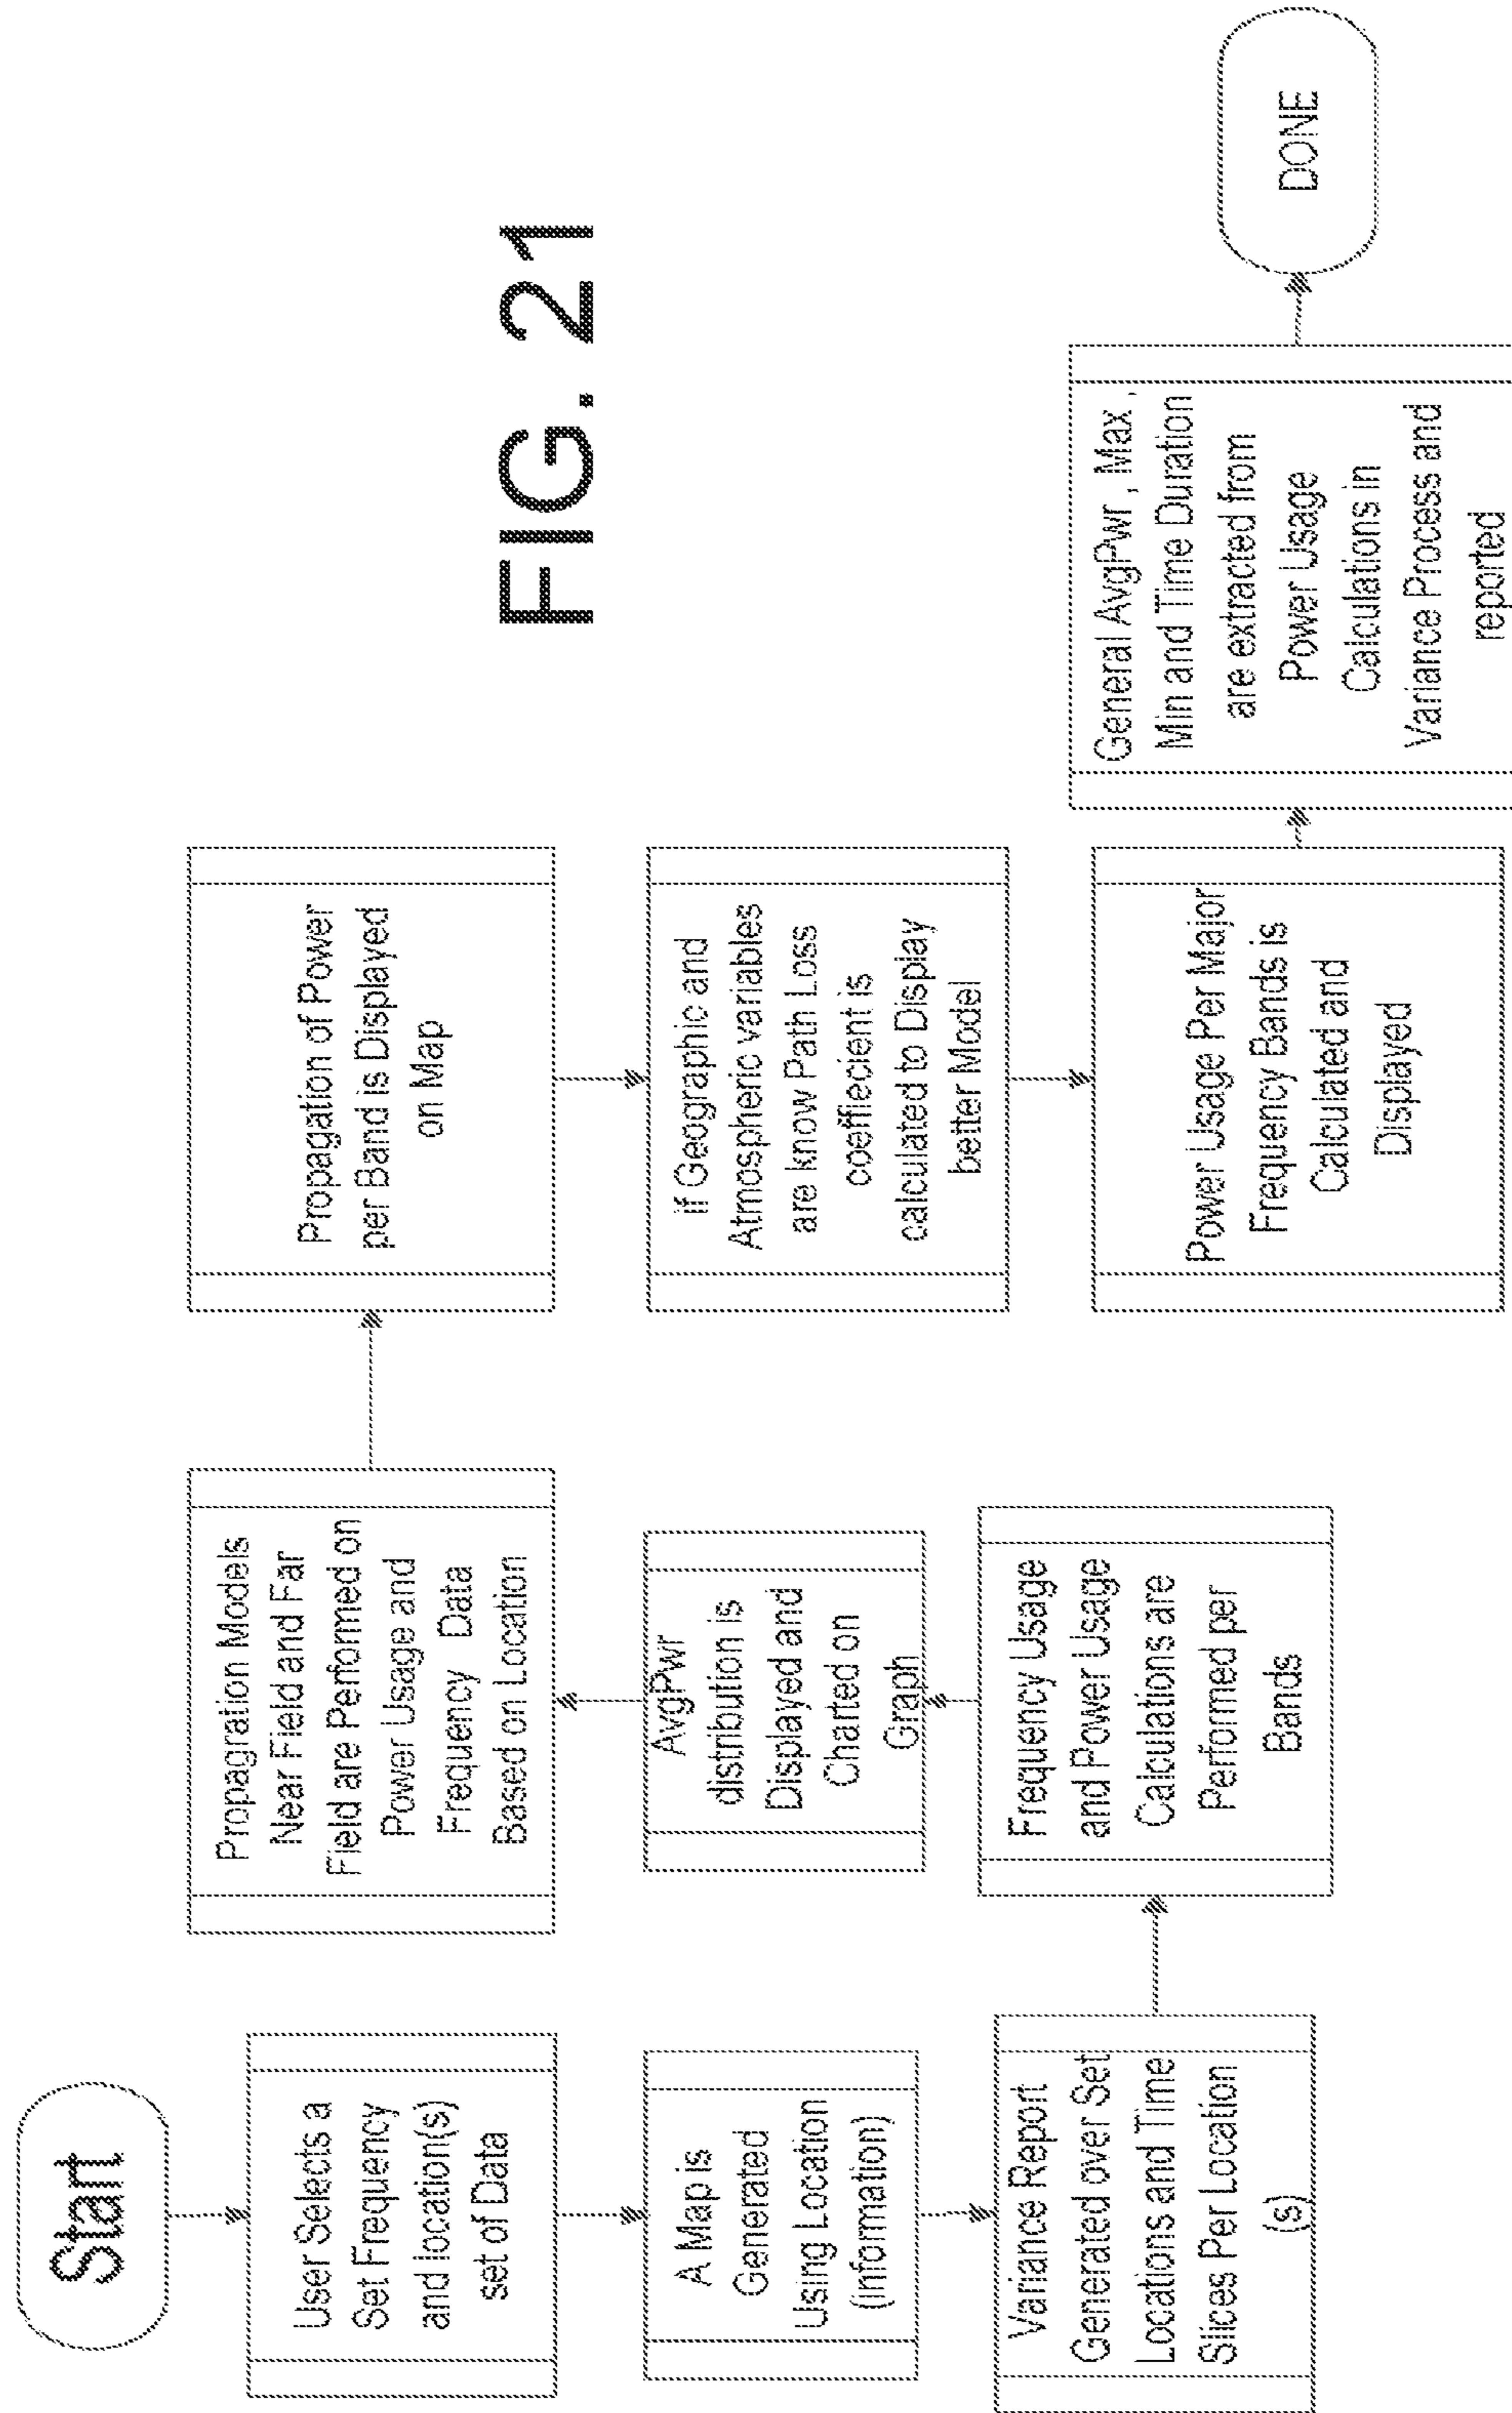 Start
User Selects a
Set Frequency
and location(s)
set of Data
A Map is
Generated
Using Location
(information)
Variance Report
Generated over Set
Locations and Time
Slices Per Location
(s)
Frequency Usage
and Power Usage
Calculations are
Performed per
Bands
AvgPwr
distribution is
Displayed and
Charted on
Graph
Propagration Models
Near Field and Far
Field are Performed on
Power Usage and
Frequency Data
Based on Location
Propagation of Power
per Band is Displayed
on Map
if Geographic and
Atmospheric variables
are know Path Loss
coeffiecient is
calculated to Display
better Model
Power Usage Per Major
Frequency Bands is
Calculated and
Displayed
General AvgPwr , Max ,
Min and Time Duration
are extracted from
Power Usage
Calculations in
Variance Process and
reported
DONE
FIG. 21